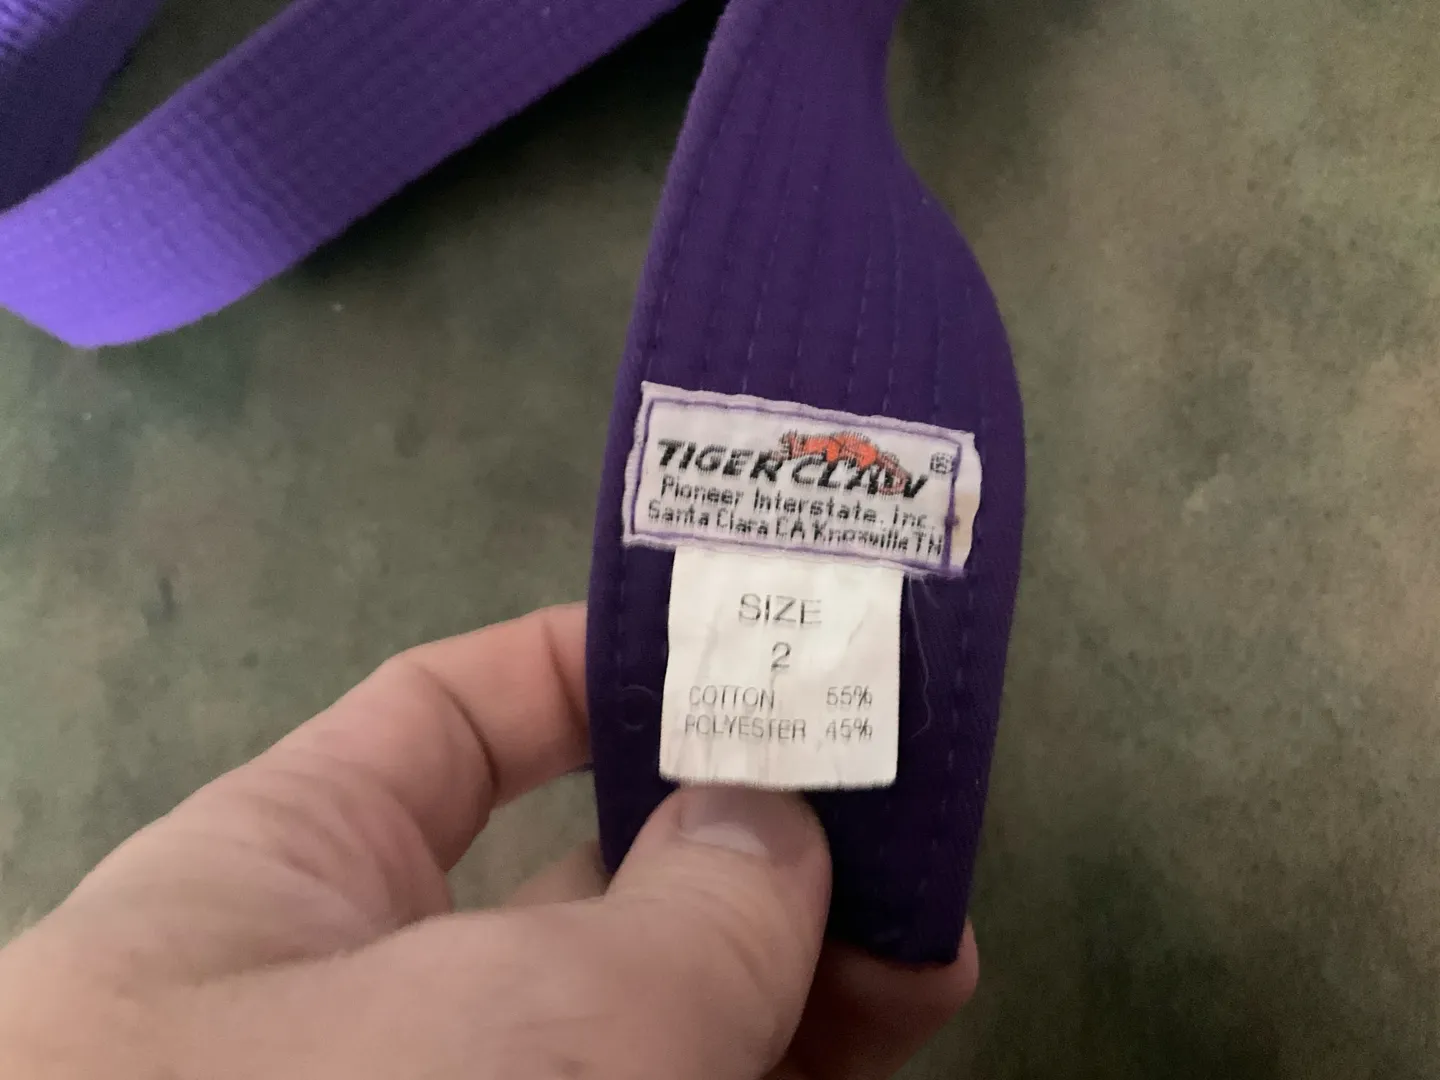 TIGER CLAW ®
Pioneer Interstate, Inc.
Santa Clara CA Knoxville TN
SIZE
2
COTTON 55%
POLYESTER 45%